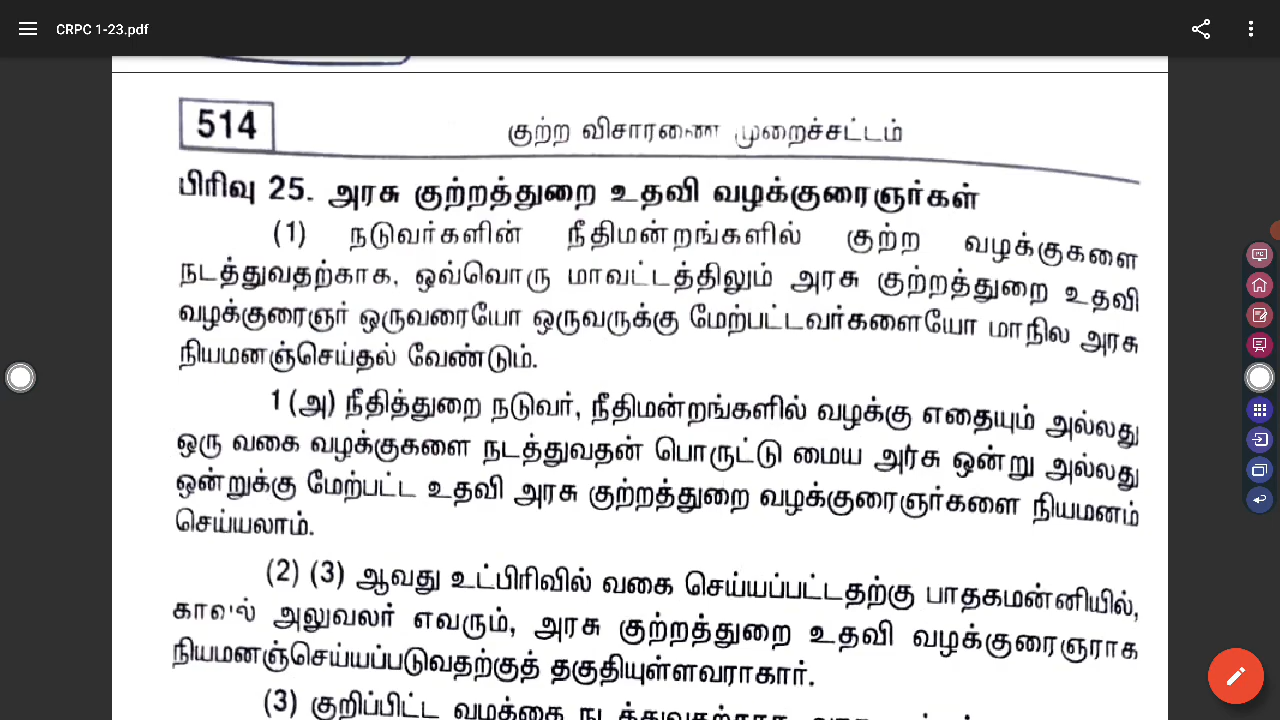 CRPC 1-23.pdf
514
குற்ற விசாரணை முறைச்சட்டம்
பிரிவு 25. அரசு குற்றத்துறை உதவி வழக்குரைஞர்கள்
(1) நடுவர்களின் நீதிமன்றங்களில் குற்ற வழக்குகளை
நடத்துவதற்காக, ஒவ்வொரு மாவட்டத்திலும் அரசு குற்றத்துறை உதவி
வழக்குரைஞர் ஒருவரையோ ஒருவருக்கு மேற்பட்டவர்களையோ மாநில அரசு
நியமனஞ்செய்தல் வேண்டும்.
1 (அ) நீதித்துறை நடுவர், நீதிமன்றங்களில் வழக்கு எதையும் அல்லது
ஒரு வகை வழக்குகளை நடத்துவதன் பொருட்டு மைய அரசு ஒன்று அல்லது
ஒன்றுக்கு மேற்பட்ட உதவி அரசு குற்றத்துறை வழக்குரைஞர்களை நியமனம்
செய்யலாம்.
(2) (3) ஆவது உட்பிரிவில் வகை செய்யப்பட்டதற்கு பாதகமன்னியில்,
காவல் அலுவலர் எவரும், அரசு குற்றத்துறை உதவி வழக்குரைஞராக
நியமனஞ்செய்யப்படுவதற்குத் தகுதியுள்ளவராகார்.
(3) குறிப்பிட்ட வழக்கை நடத்துவதற்காக